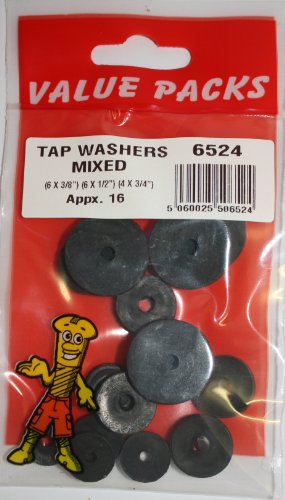 VALUE PACKS
TAP WASHERS 6524
MIXED
(6 X 3/8") (6 X 1/2") (4 X 3/4")
Appx. 16
5 060025 506524